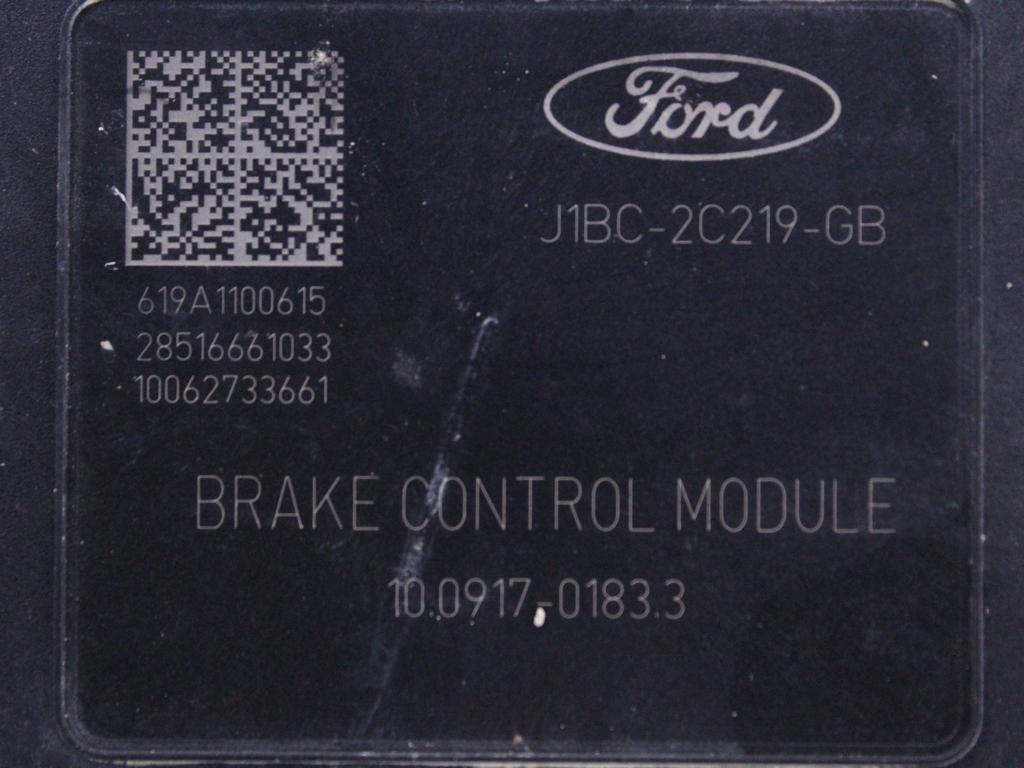 Ford
J1BC-2C219-GB
619A1100615
28516661033
10062733661
BRAKE CONTROL MODULE
10.0917-0183.3